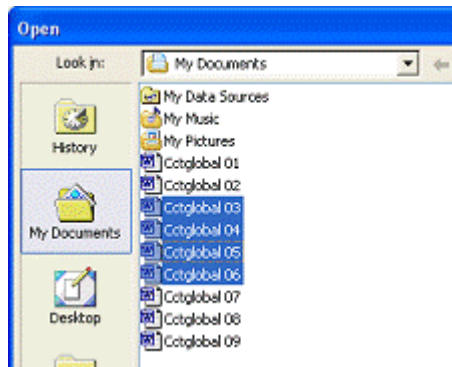 Open
Look in:
My Documents
History
My Documents
Desktop
My Data Sources
My Music
My Pictures
Cctglobal 01
Cctglobal 02
Cctglobal 03
Cctglobal 04
Cctglobal 05
Cctglobal 06
Cctglobal 07
Cctglobal 08
Cctglobal 09